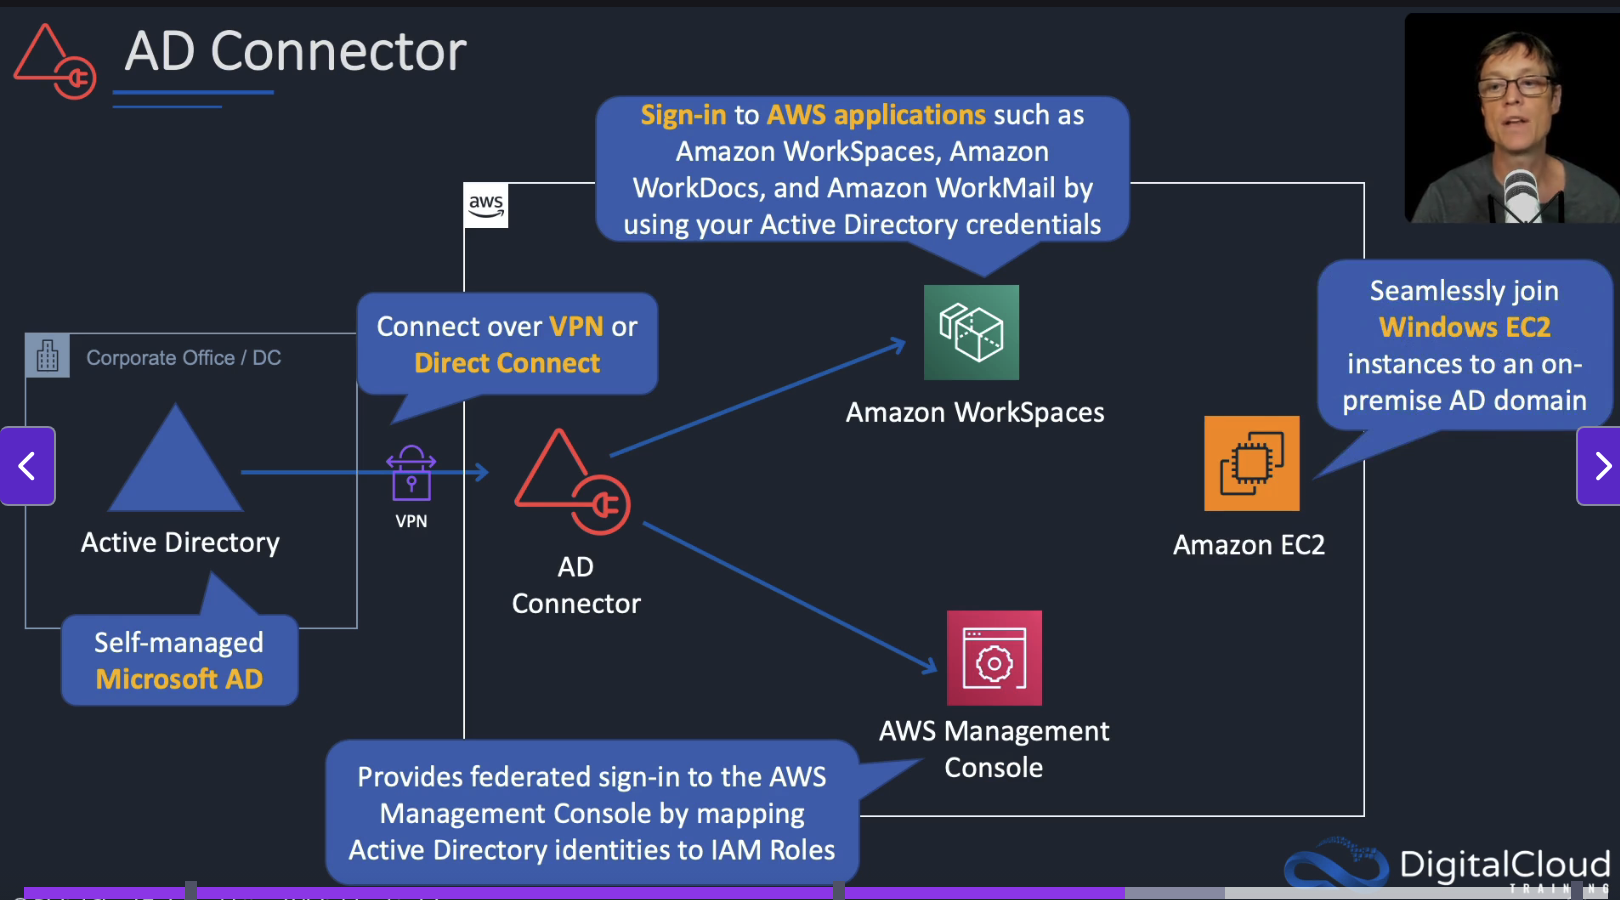 AD Connector
Sign-in to AWS applications such as
Amazon WorkSpaces, Amazon
WorkDocs, and Amazon WorkMail by
using your Active Directory credentials
aws
Connect over VPN or
Direct Connect
Seamlessly join
Windows EC2
instances to an on-
premise AD domain
Corporate Office / DC
Amazon WorkSpaces
VPN
Active Directory
AD
Connector
Amazon EC2
Self-managed
Microsoft AD
AWS Management
Console
Provides federated sign-in to the AWS
Management Console by mapping
Active Directory identities to IAM Roles
DigitalCloud
TRAINING